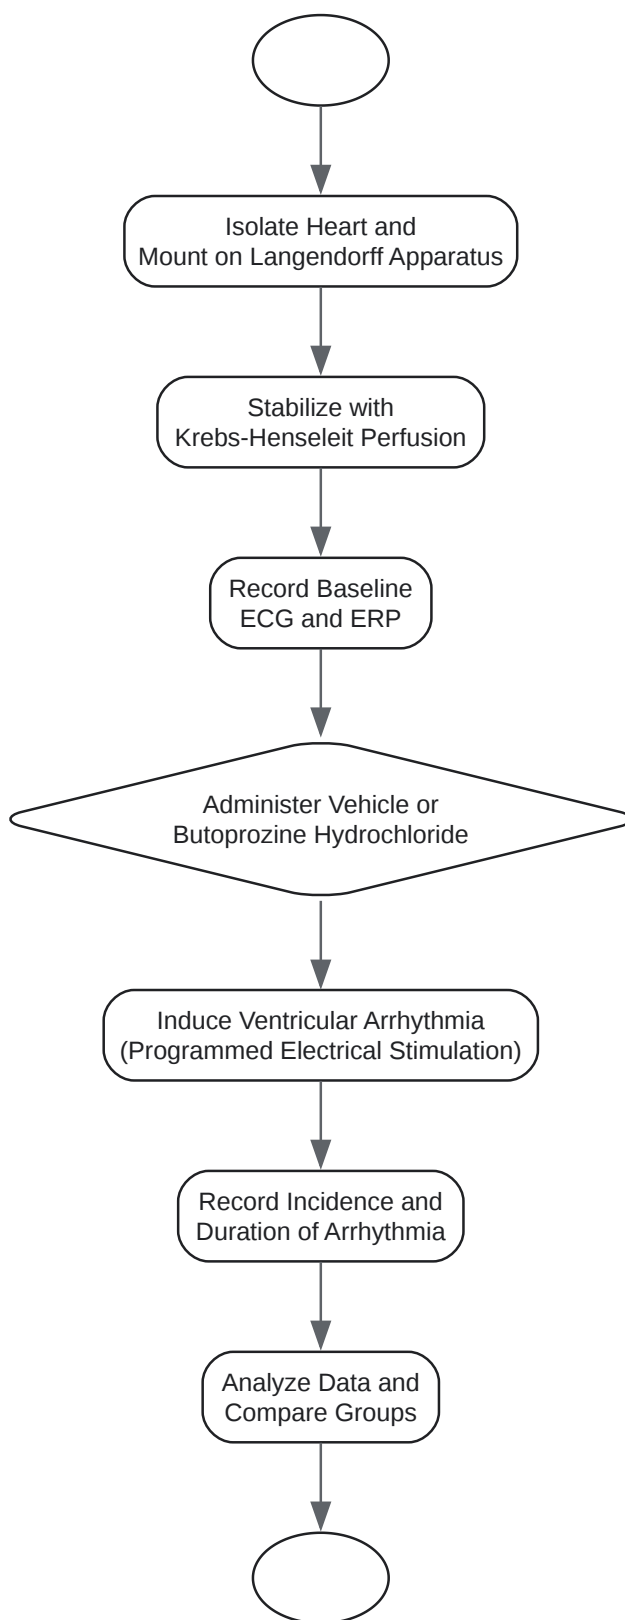 Isolate Heart and
Mount on Langendorff Apparatus
Stabilize with
Krebs-Henseleit Perfusion
Record Baseline
ECG and ERP
Administer Vehicle or
Butoprozine Hydrochloride
Induce Ventricular Arrhythmia
(Programmed Electrical Stimulation)
Record Incidence and
Duration of Arrhythmia
Analyze Data and
Compare Groups